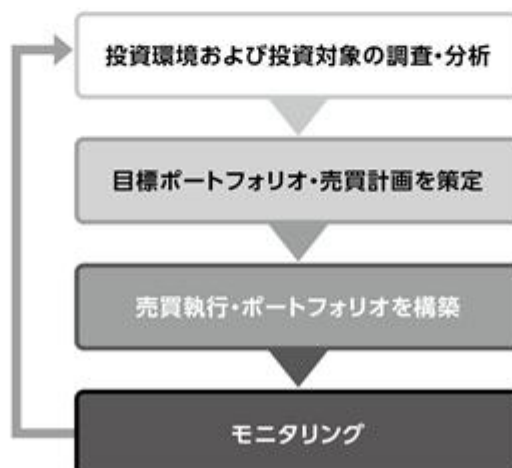 投資環境および投資対象の調査・分析
目標ポートフォリオ・売買計画を策定
売買執行・ポートフォリオを構築
モニタリング